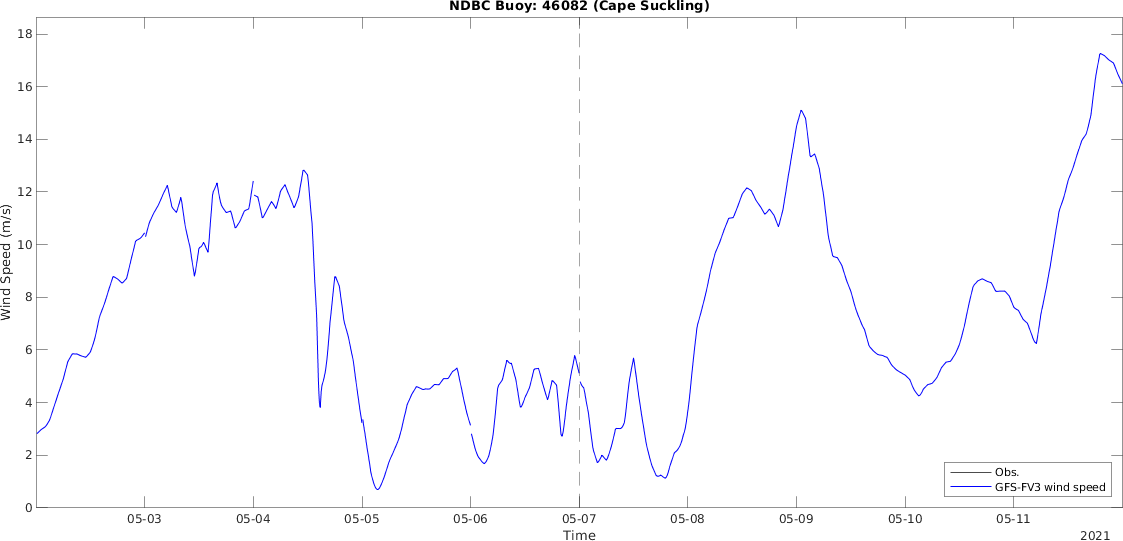 NDBC Buoy: 46082 (Cape Suckling)
18
16
14
12
10
8
6
4
2
0
Wind Speed (m/s)
05-03 05-04 05-05 05-06 05-07 05-08 05-09 05-10 05-11
Time
2021
Obs.
GFS-FV3 wind speed